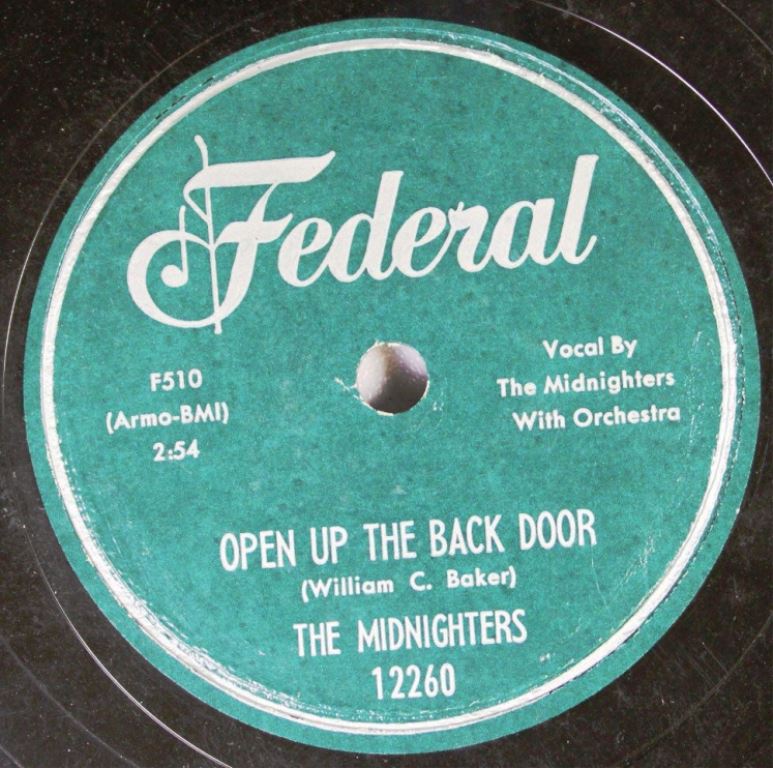 Federal
F510
(Armo-BMI)
2:54
Vocal By
The Midnighters
With Orchestra
OPEN UP THE BACK DOOR
(William C. Baker)
THE MIDNIGHTERS
12260